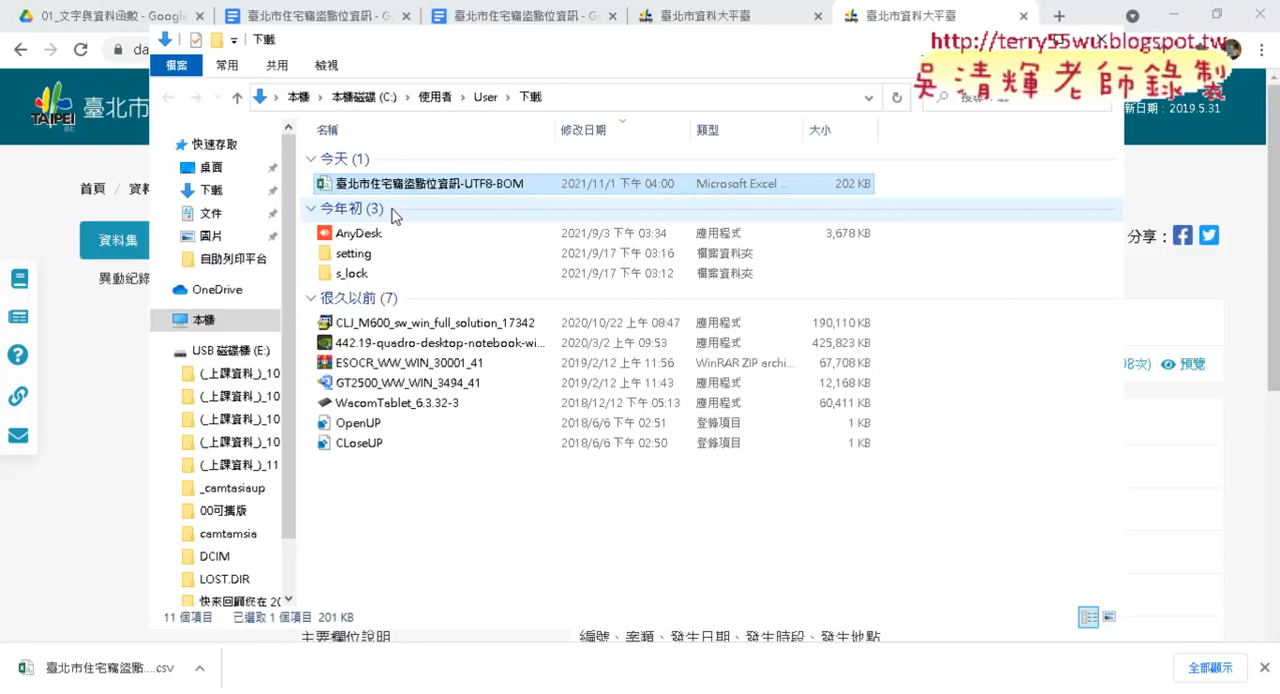 01_文字與資料函數 - Google
臺北市住宅竊盜點位資訊 - G
臺北市住宅竊盜點位資訊 - G
臺北市資料大平臺
臺北市資料大平臺
da
下載
http://terry55wu.blogspot.tw
吳清輝老師錄製
檔案
常用
共用
檢視
本機 › 本機磁碟 (C:) › 使用者 › User › 下載
TAIPEI
臺北市
新日期：2019.5.31
名稱
修改日期
類型
大小
快速存取
桌面
下載
文件
圖片
自助列印平台
OneDrive
本機
USB 磁碟機 (E:)
(_上課資料_)_10
(_上課資料_)_10
(_上課資料_)_10
(_上課資料_)_10
(_上課資料_)_11
_camtasiaup
00可攜版
camtamsia
DCIM
LOST.DIR
快來回顧您在 20
今天 (1)
臺北市住宅竊盜點位資訊-UTF8-BOM 2021/11/1 下午 04:00 Microsoft Excel ... 202 KB
今年初 (3)
AnyDesk 2021/9/3 下午 03:34 應用程式 3,678 KB
setting 2021/9/17 下午 03:16 檔案資料夾
s_lock 2021/9/17 下午 03:12 檔案資料夾
很久以前 (7)
CLJ_M600_sw_win_full_solution_17342 2020/10/22 上午 08:47 應用程式 190,110 KB
442.19-quadro-desktop-notebook-wi... 2020/3/2 上午 09:53 應用程式 425,823 KB
ESOCR_WW_WIN_30001_41 2019/2/12 上午 11:56 WinRAR ZIP archi... 67,708 KB
GT2500_WW_WIN_3494_41 2019/2/12 上午 11:43 應用程式 12,168 KB
WacomTablet_6.3.32-3 2018/12/12 下午 05:13 應用程式 60,411 KB
OpenUP 2018/6/6 下午 02:51 登錄項目 1 KB
CLoseUP 2018/6/6 下午 02:50 登錄項目 1 KB
首頁 / 資料
資料集
異動紀錄
分享：
8次)
預覽
11 個項目
已選取 1 個項目 201 KB
主要欄位說明
編號、案類、發生日期、發生時段、發生地點
臺北市住宅竊盜點....csv
全部顯示